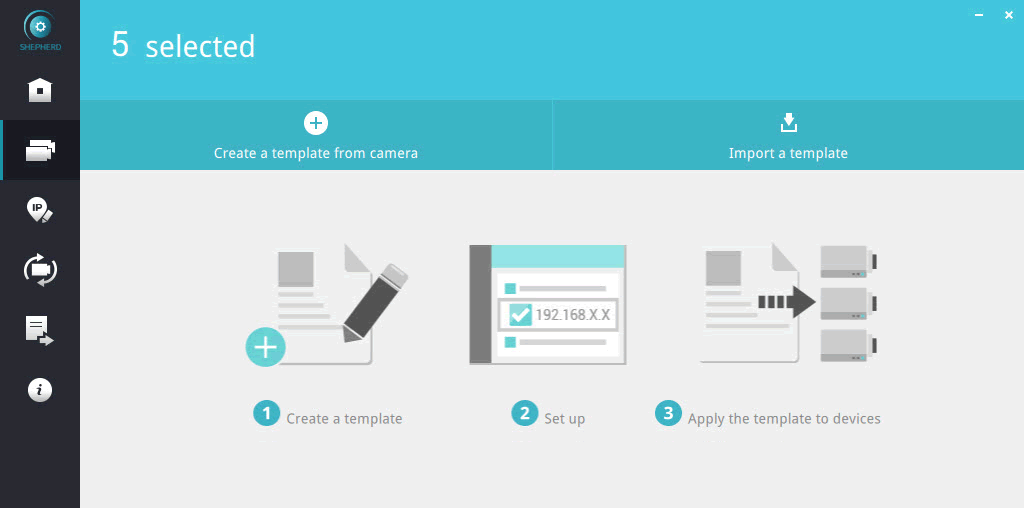 SHEPHERD
5 selected
Create a template from camera
Import a template
IP
192.168.X.X
1 Create a template
2 Set up
3 Apply the template to devices
i